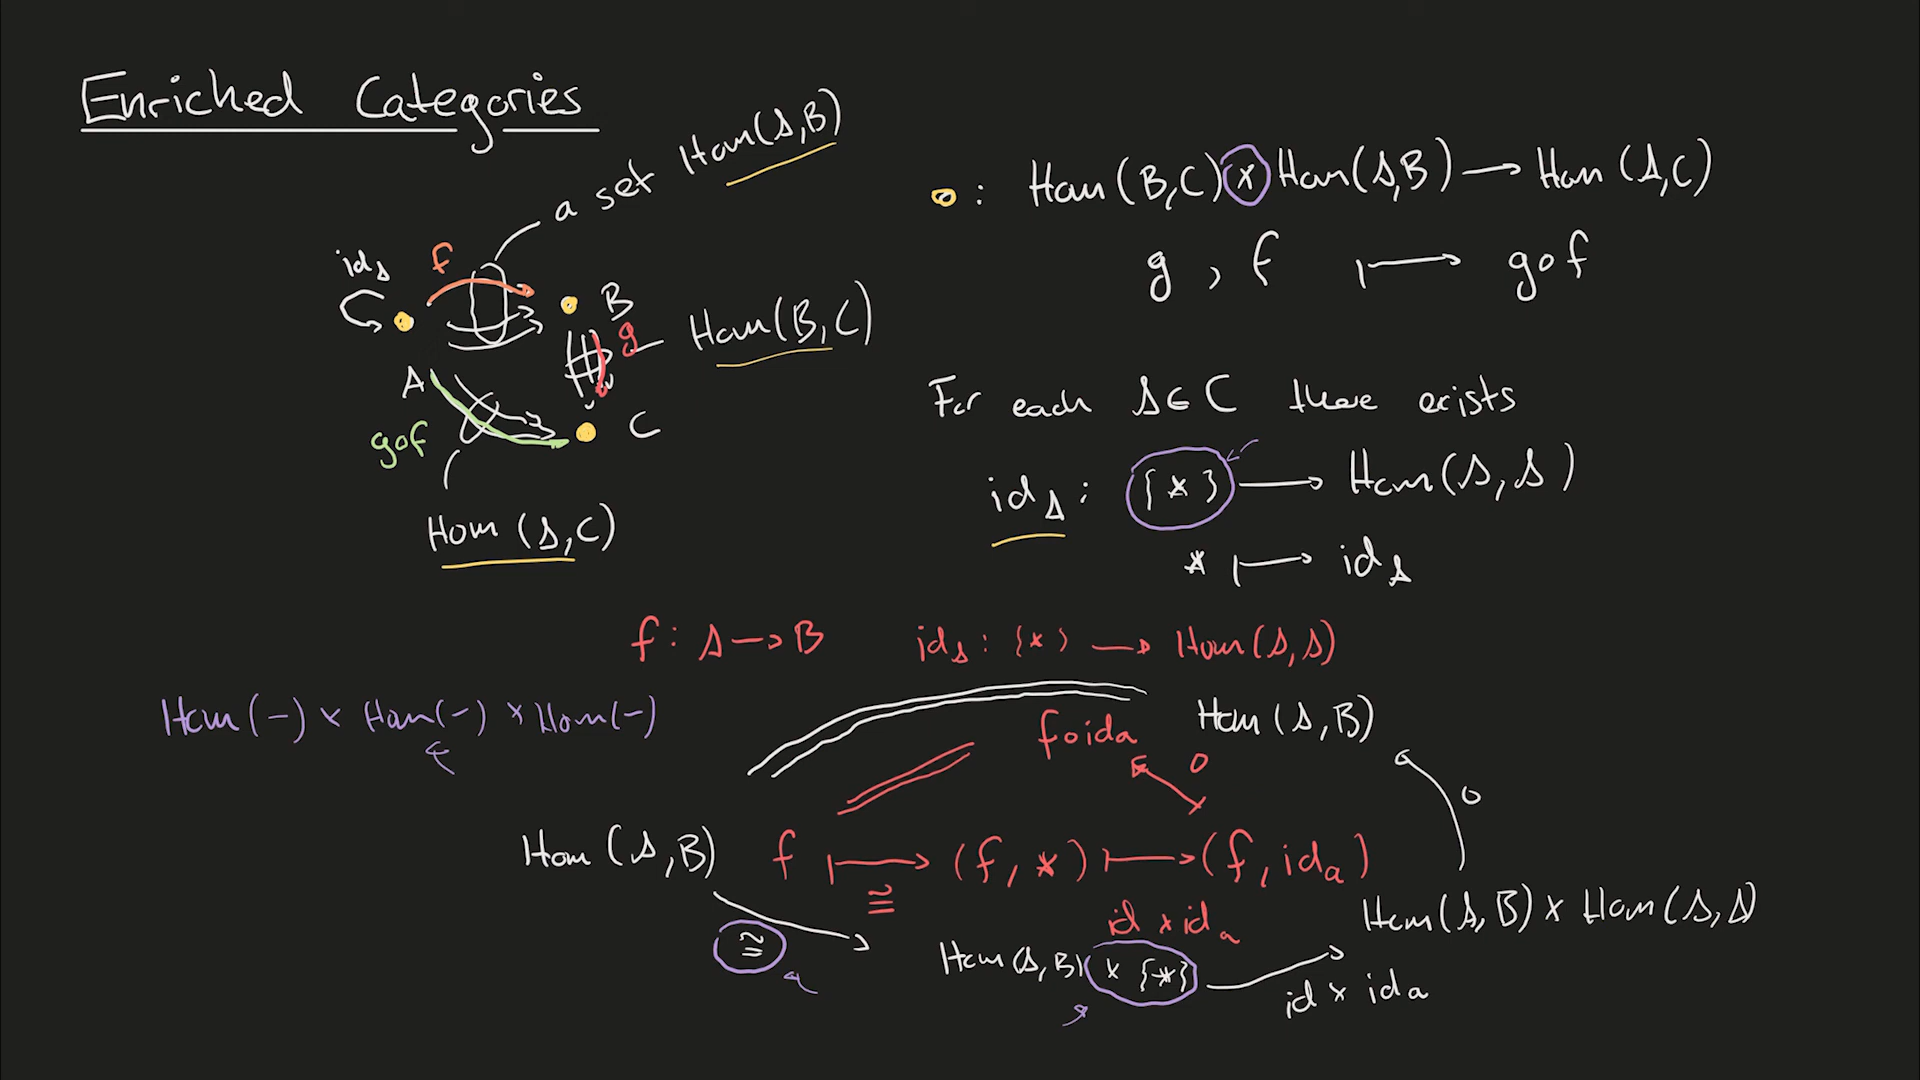 Enriched Categories
a set Hom(A,B)
∘ : Hom(B,C) × Hom(A,B) → Hom(A,C)
g , f ↦ g∘f
id_A
f
B
g
Hom(B,C)
A
g∘f
C
Hom(A,C)
For each A∈C there exists
id_A : {*} → Hom(A,A)
* ↦ id_A
f : A → B id_A : {*} → Hom(A,A)
Hom(-) × Hom(-) × Hom(-)
f∘id_a Hom(A,B)
∘
∘
Hom(A,B) f ↦ (f,*) ↦ (f,id_a)
≅
id × id_a
Hom(A,B) × Hom(A,A)
≅
Hom(A,B) × {*}
id × id_a